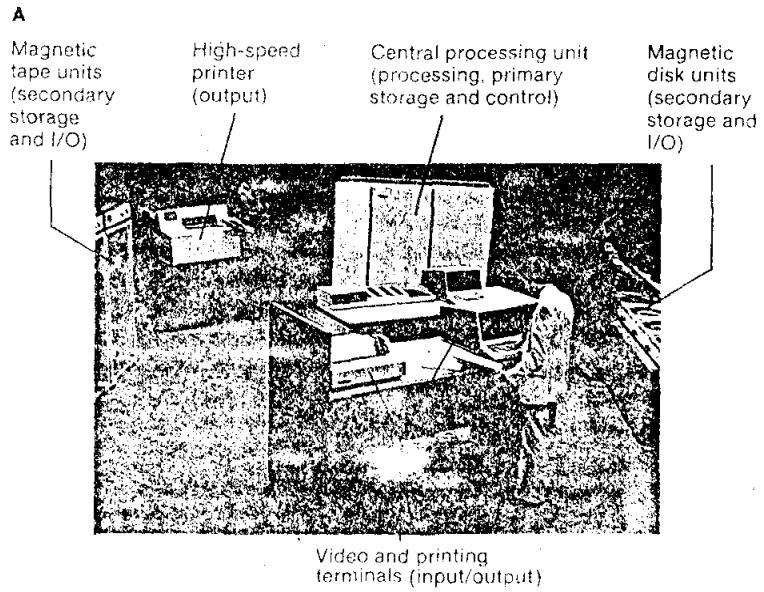 A
Magnetic
tape units
(secondary
storage
and I/O)
High-speed
printer
(output)
Central processing unit
(processing, primary
storage and control)
Magnetic
disk units
(secondary
storage and
I/O)
Video and printing
terminals (input/output)